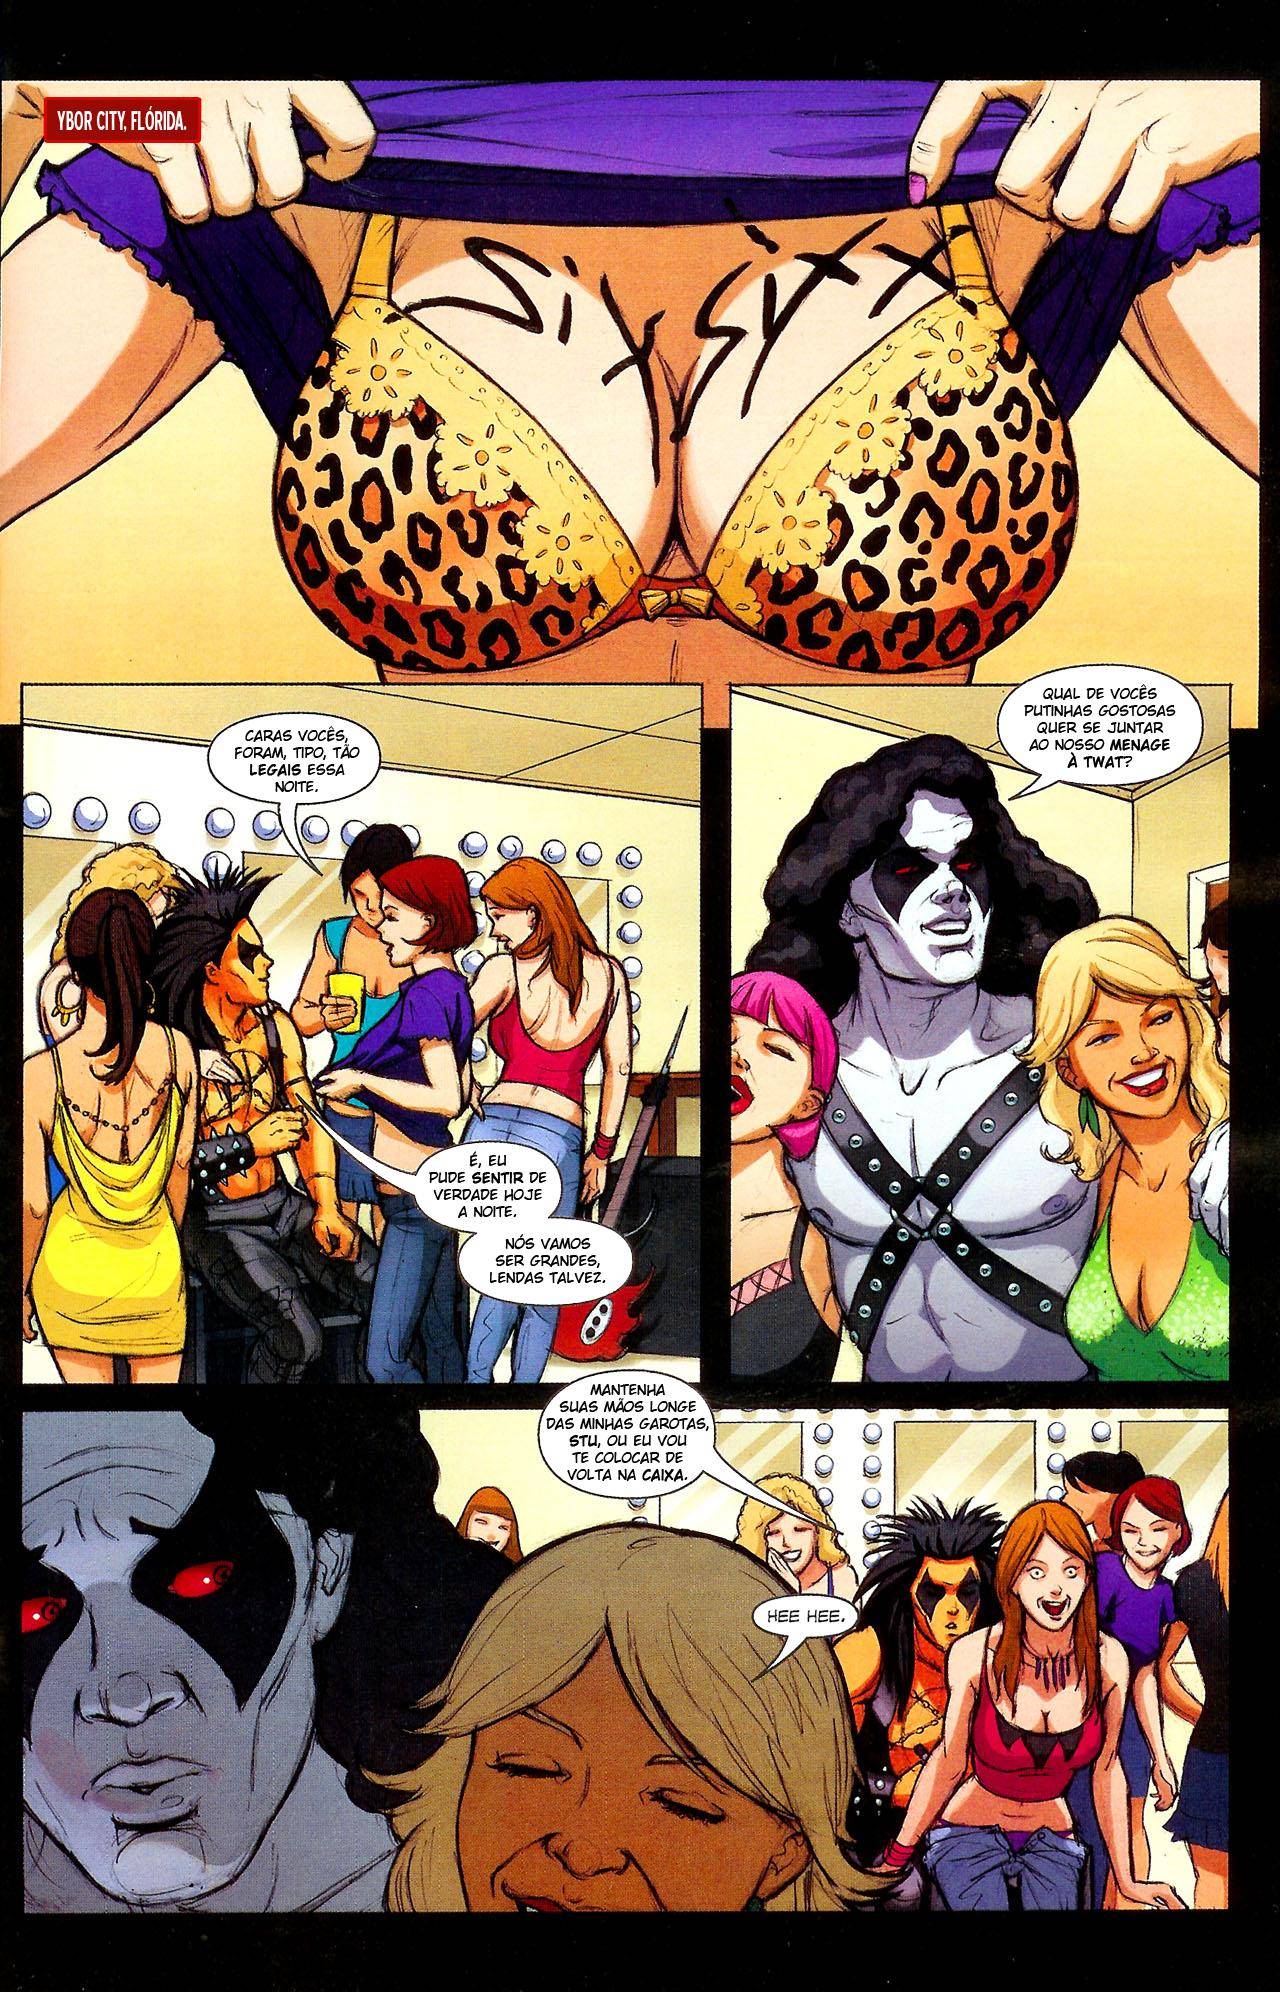 YBOR CITY, FLÓRIDA.
Six sixx
CARAS VOCÊS,
FORAM, TIPO, TÃO
LEGAIS ESSA
NOITE.
É, EU
PUDE SENTIR DE
VERDADE HOJE
A NOITE.
NÓS VAMOS
SER GRANDES,
LENDAS TALVEZ.
QUAL DE VOCÊS
PUTINHAS GOSTOSAS
QUER SE JUNTAR
AO NOSSO MENAGE
À TWAT?
MANTENHA
SUAS MÃOS LONGE
DAS MINHAS GAROTAS,
STU, OU EU VOU
TE COLOCAR DE
VOLTA NA CAIXA.
HEE HEE.